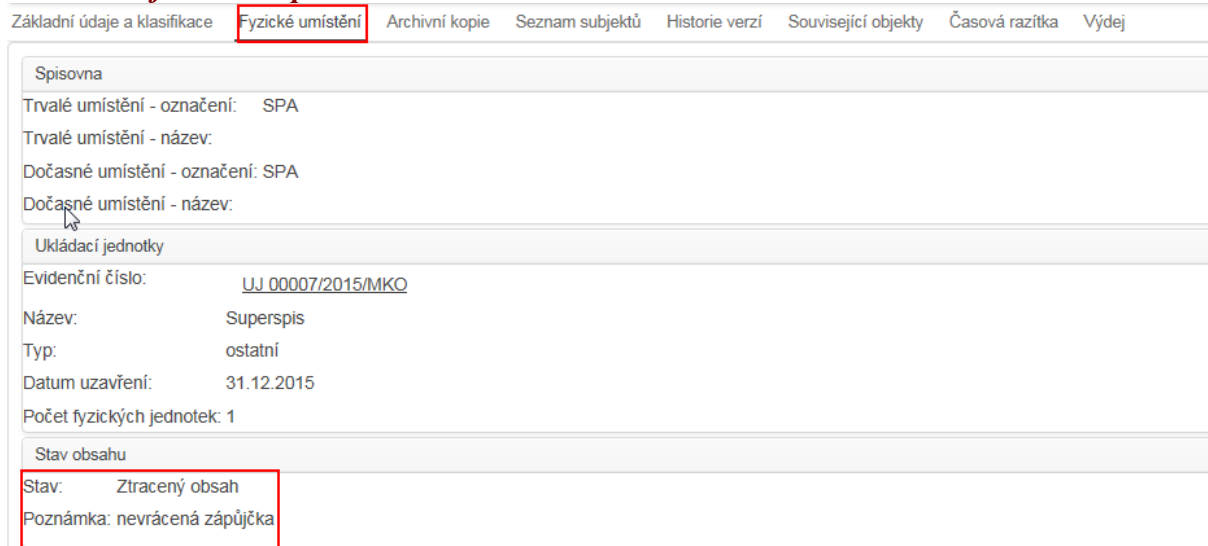 Základní údaje a klasifikace Fyzické umístění Archivní kopie Seznam subjektů Historie verzí Související objekty Časová razítka Výdej
Spisovna
Trvalé umístění - označení: SPA
Trvalé umístění - název:
Dočasné umístění - označení: SPA
Dočasné umístění - název:
Ukládací jednotky
Evidenční číslo: UJ 00007/2015/MKO
Název: Superspis
Typ: ostatní
Datum uzavření: 31.12.2015
Počet fyzických jednotek: 1
Stav obsahu
Stav: Ztracený obsah
Poznámka: nevrácená zápůjčka